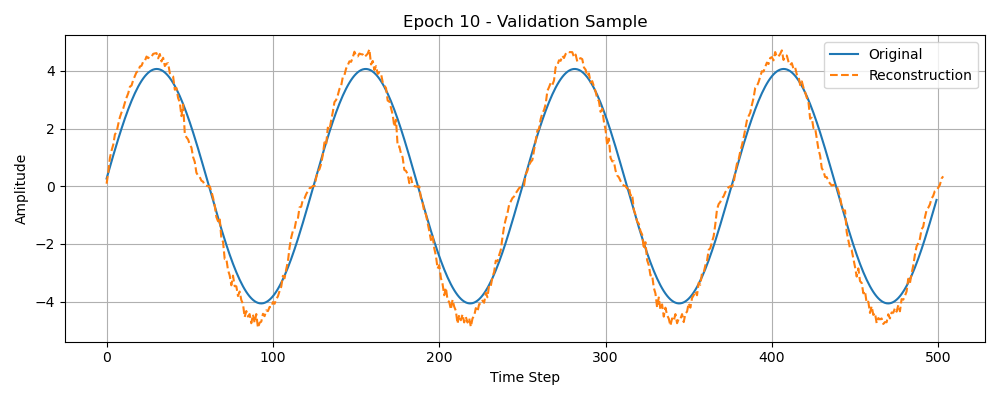 Epoch 10 - Validation Sample
Original
Reconstruction
Amplitude
4
2
0
−2
−4
0
100
200
300
400
500
Time Step